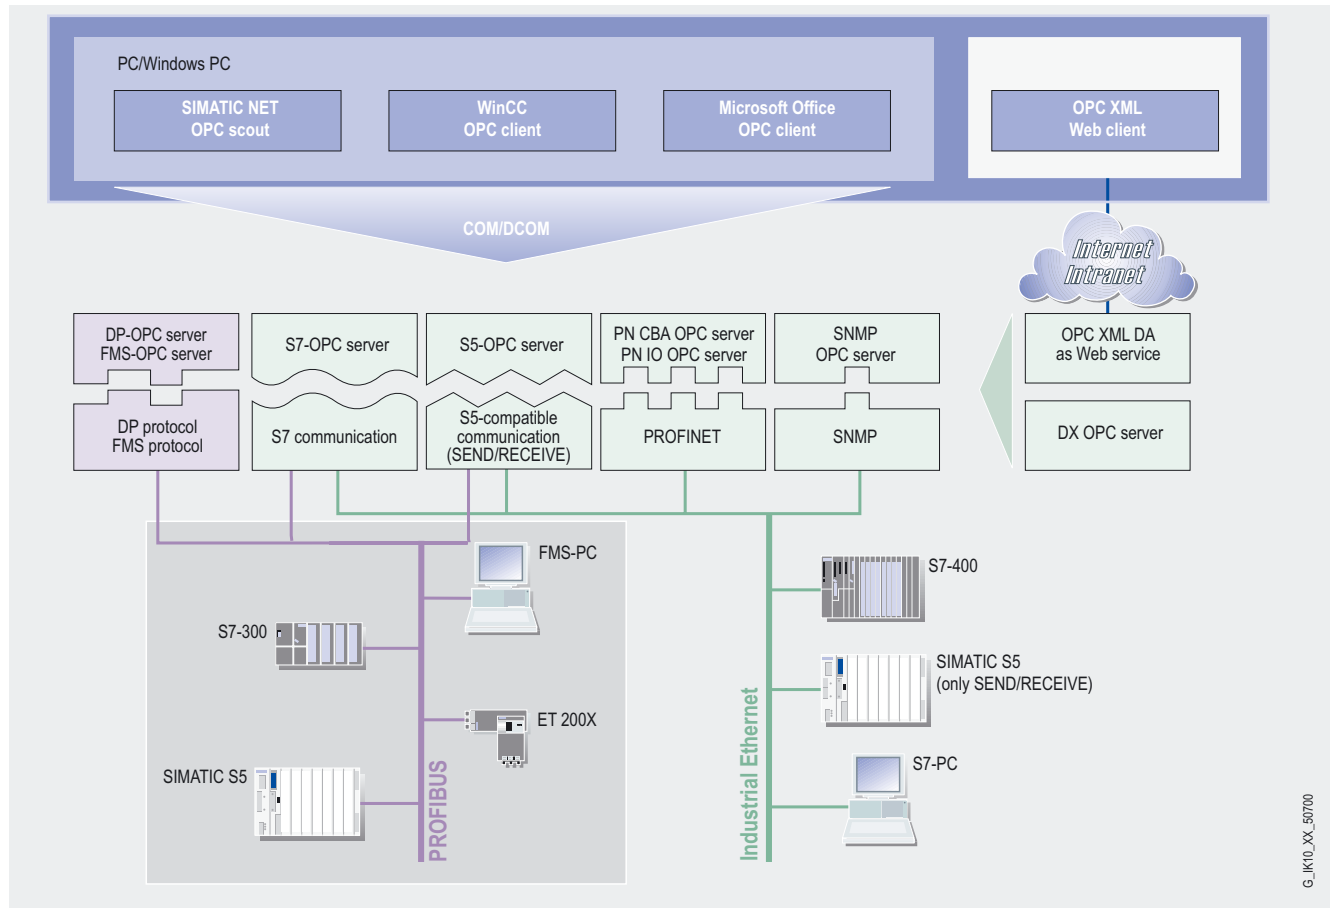 PC/Windows PC
SIMATIC NET
OPC scout
WinCC
OPC client
Microsoft Office
OPC client
OPC XML
Web client
COM/DCOM
Internet
Intranet
DP-OPC server
FMS-OPC server
S7-OPC server
S5-OPC server
PN CBA OPC server
PN IO OPC server
SNMP
OPC server
OPC XML DA
as Web service
DP protocol
FMS protocol
S7 communication
S5-compatible
communication
(SEND/RECEIVE)
PROFINET
SNMP
DX OPC server
FMS-PC
S7-300
ET 200X
SIMATIC S5
PROFIBUS
Industrial Ethernet
S7-400
SIMATIC S5
(only SEND/RECEIVE)
S7-PC
G_IK10_XX_50700